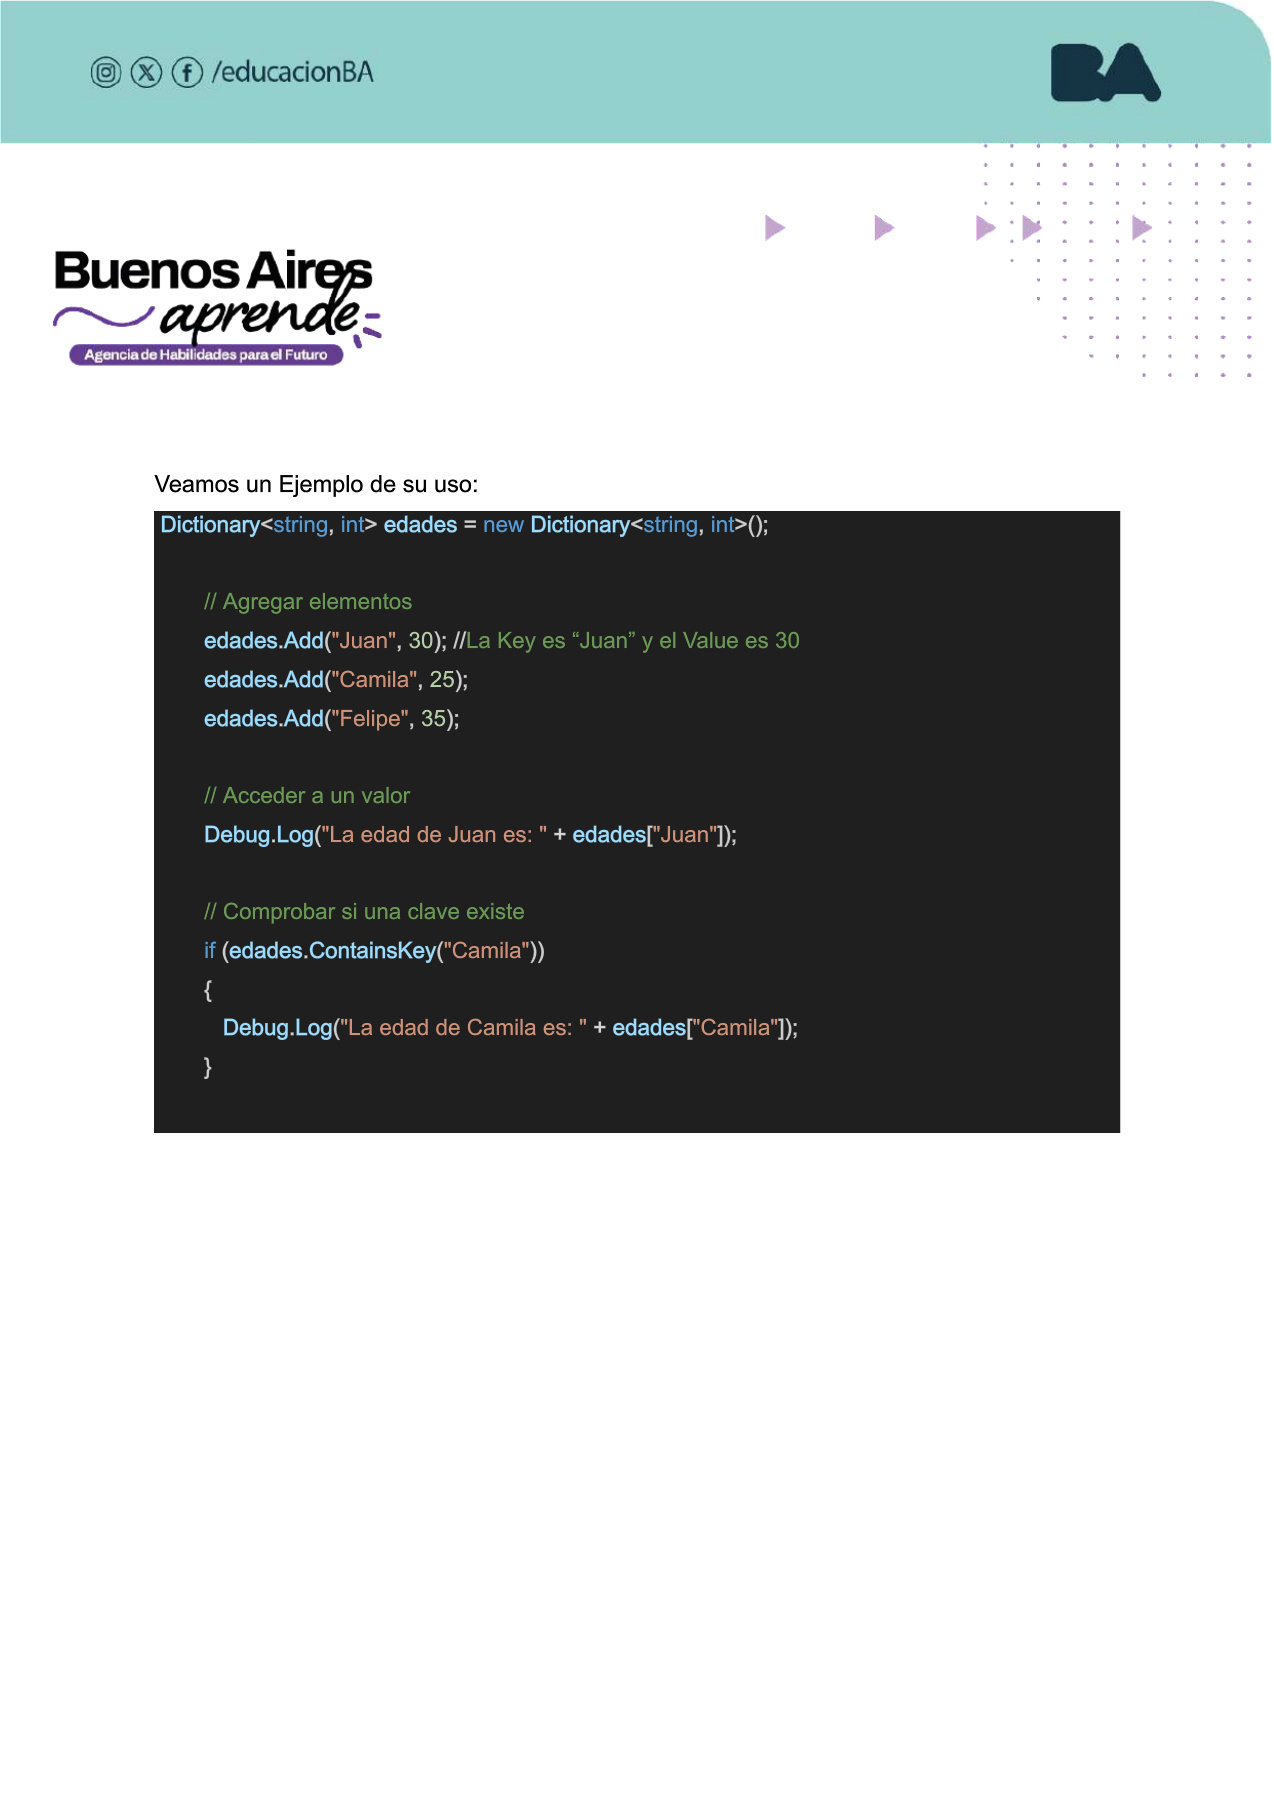 /educacionBA
BA
Buenos Aires
aprende
Agencia de Habilidades para el Futuro
Veamos un Ejemplo de su uso:
Dictionary<string, int> edades = new Dictionary<string, int>();
// Agregar elementos
edades.Add("Juan", 30); //La Key es “Juan” y el Value es 30
edades.Add("Camila", 25);
edades.Add("Felipe", 35);
// Acceder a un valor
Debug.Log("La edad de Juan es: " + edades["Juan"]);
// Comprobar si una clave existe
if (edades.ContainsKey("Camila"))
{
Debug.Log("La edad de Camila es: " + edades["Camila"]);
}